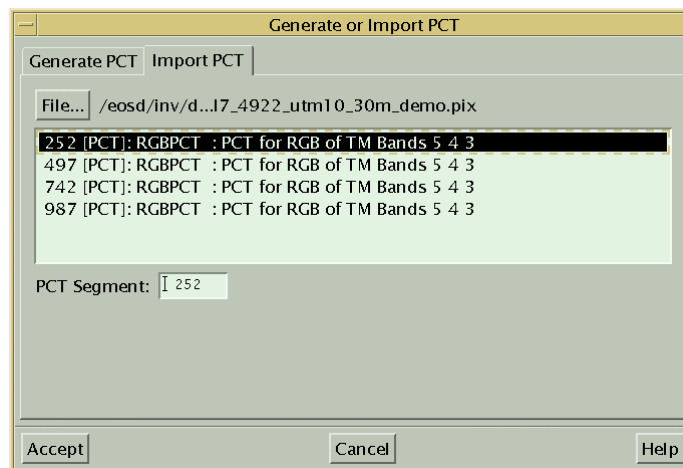 Generate or Import PCT
Generate PCT Import PCT
File... /eosd/inv/d...l7_4922_utm10_30m_demo.pix
252 [PCT]: RGBPCT : PCT for RGB of TM Bands 5 4 3
497 [PCT]: RGBPCT : PCT for RGB of TM Bands 5 4 3
742 [PCT]: RGBPCT : PCT for RGB of TM Bands 5 4 3
987 [PCT]: RGBPCT : PCT for RGB of TM Bands 5 4 3
PCT Segment: 252
Accept Cancel Help